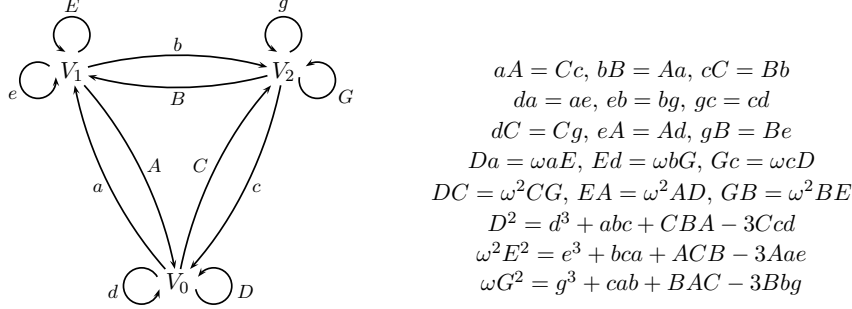 E
g
b
V₁
V₂
e
B
G
A
C
a
c
V₀
d
D
aA = Cc, bB = Aa, cC = Bb
da = ae, eb = bg, gc = cd
dC = Cg, eA = Ad, gB = Be
Da = ωaE, Ed = ωbG, Gc = ωcD
DC = ω²CG, EA = ω²AD, GB = ω²BE
D² = d³ + abc + CBA − 3Ccd
ω²E² = e³ + bca + ACB − 3Aae
ωG² = g³ + cab + BAC − 3Bbg